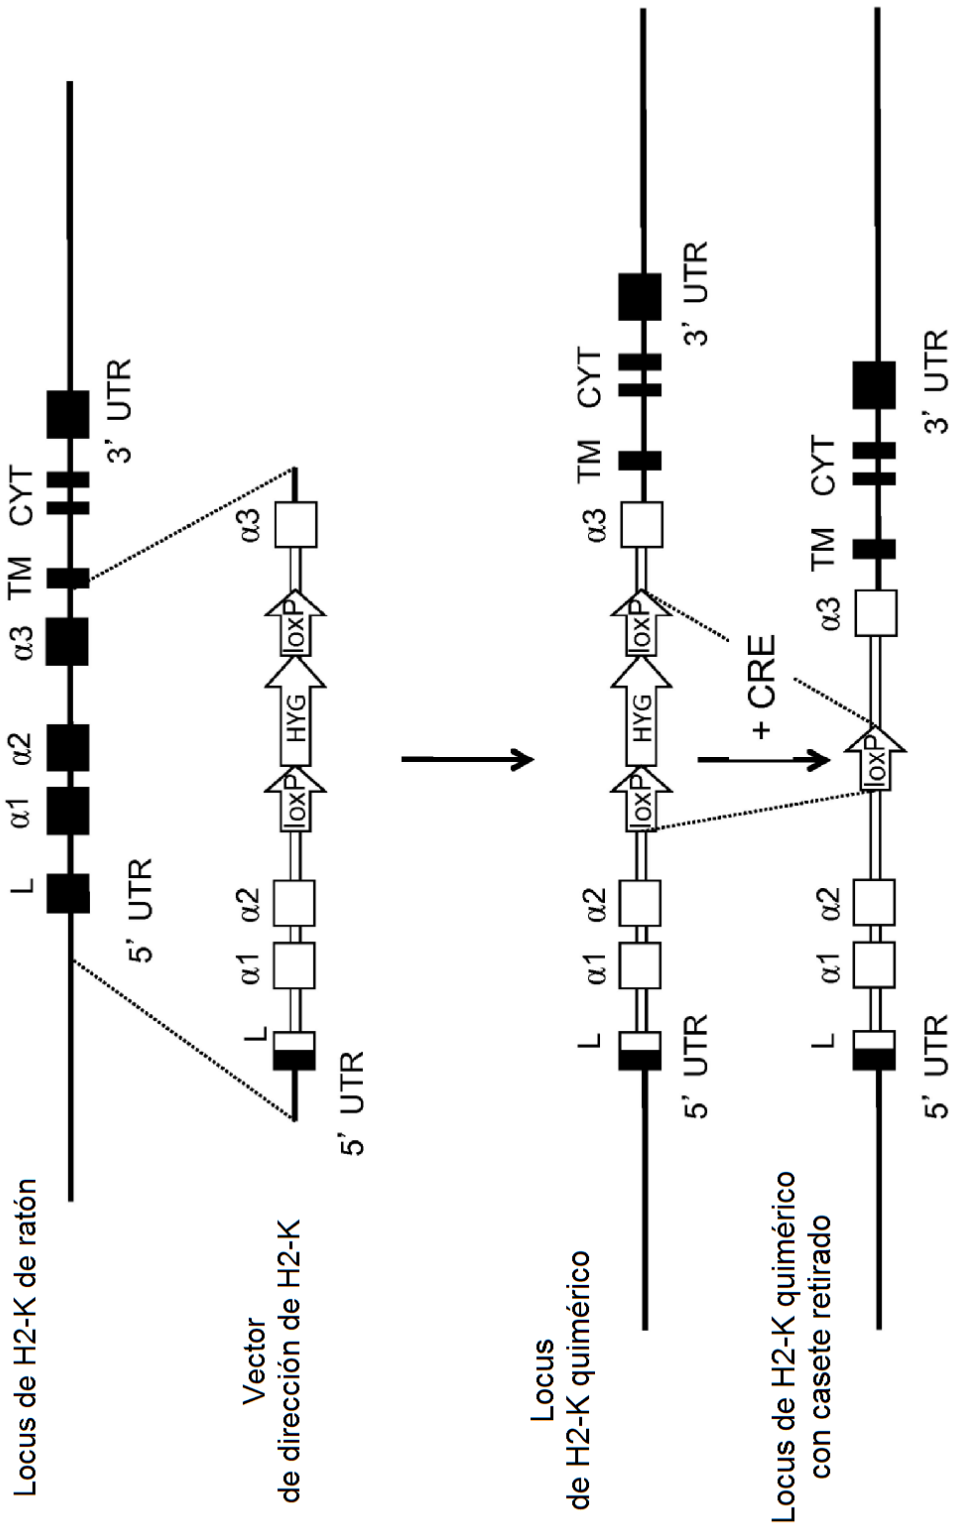 Locus de H2-K de ratón
L α1 α2 α3 TM CYT
5' UTR 3' UTR
Vector
de dirección de H2-K
L α1 α2 α3
loxP HYG loxP
5' UTR
Locus
de H2-K quimérico
L α1 α2 α3 TM CYT
loxP HYG loxP
5' UTR 3' UTR
+ CRE
Locus de H2-K quimérico
con casete retirado
L α1 α2 α3 TM CYT
loxP
5' UTR 3' UTR